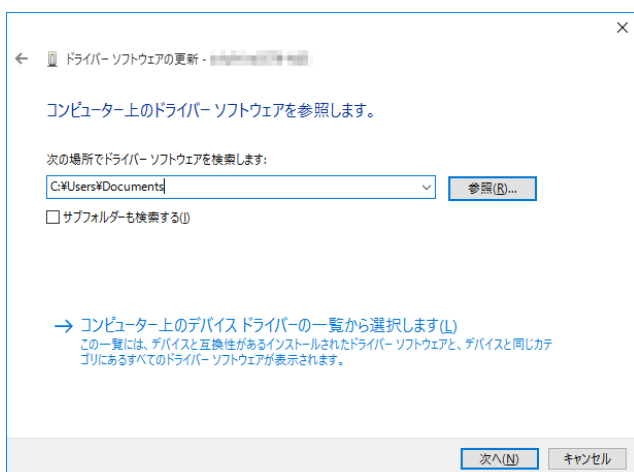 ドライバー ソフトウェアの更新 -
コンピューター上のドライバー ソフトウェアを参照します。
次の場所でドライバー ソフトウェアを検索します:
C:¥Users¥Documents
参照(R)...
サブフォルダーも検索する(I)
コンピューター上のデバイス ドライバーの一覧から選択します(L)
この一覧には、デバイスと互換性があるインストールされたドライバー ソフトウェアと、デバイスと同じカテ
ゴリにあるすべてのドライバー ソフトウェアが表示されます。
次へ(N)
キャンセル